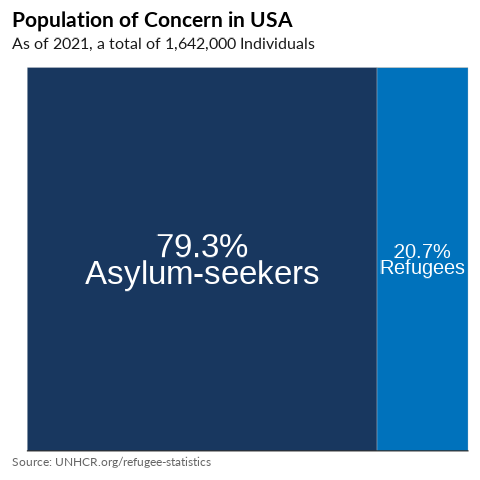 Population of Concern in USA
As of 2021, a total of 1,642,000 Individuals
79.3%
Asylum-seekers
20.7%
Refugees
Source: UNHCR.org/refugee-statistics